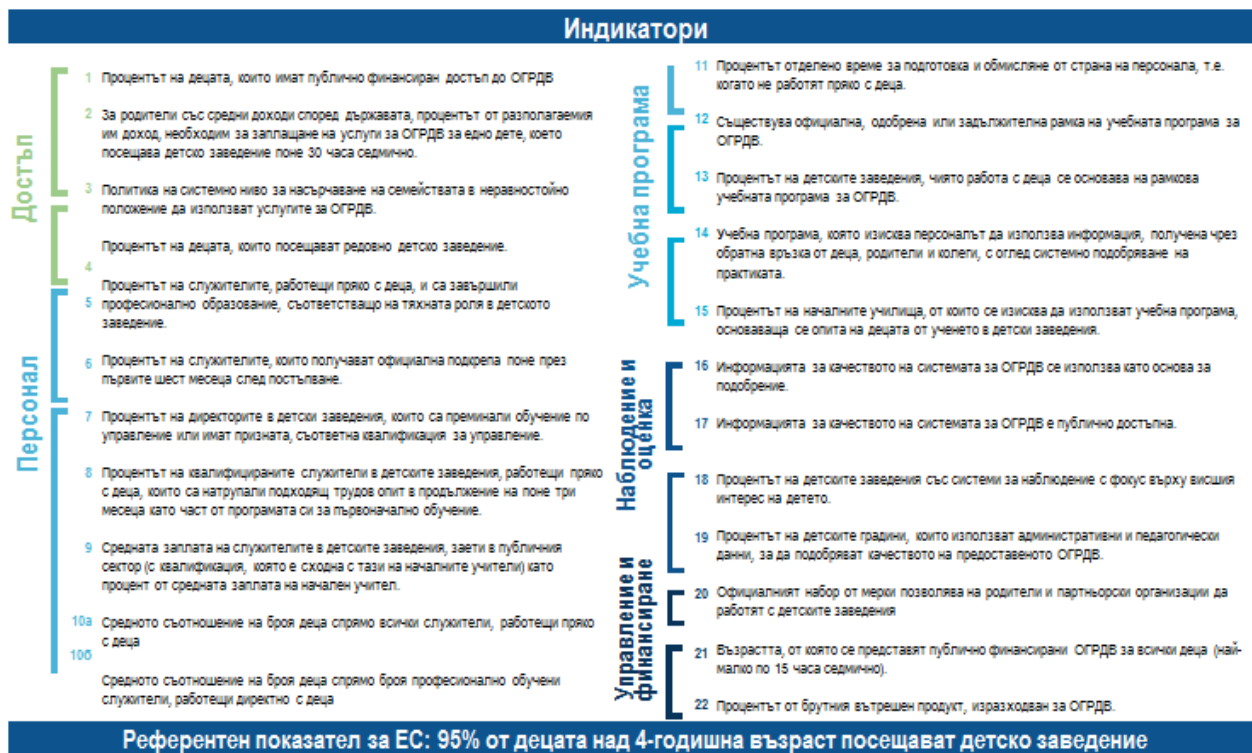 Индикатори
Достъп
1 Процентът на децата, които имат публично финансиран достъп до ОГРДВ
2 За родители със средни доходи според държавата, процентът от разполагаемия
им доход, необходим за заплащане на услуги за ОГРДВ за едно дете, което
посещава детско заведение поне 30 часа седмично.
3 Политика на системно ниво за насърчаване на семействата в неравностойно
положение да използват услугите за ОГРДВ.
Процентът на децата, които посещават редовно детско заведение.
4
Персонал
Процентът на служителите, работещи пряко с деца, и са завършили
5 професионално образование, съответстващо на тяхната роля в детското
заведение.
6 Процентът на служителите, които получават официална подкрепа поне през
първите шест месеца след постъпване.
7 Процентът на директорите в детски заведения, които са преминали обучение по
управление или имат призната, съответна квалификация за управление.
8 Процентът на квалифицираните служители в детските заведения, работещи пряко
с деца, които са натрупали подходящ трудов опит в продължение на поне три
месеца като част от програмата си за първоначално обучение.
9 Средната заплата на служителите в детските заведения, заети в публичния
сектор (с квалификация, която е сходна с тази на началните учители) като
процент от средната заплата на начален учител.
10а Средното съотношение на броя деца спрямо всички служители, работещи пряко
с деца
10б
Средното съотношение на броя деца спрямо броя професионално обучени
служители, работещи директно с деца
Учебна програма
11 Процентът отделено време за подготовка и обмисляне от страна на персонала, т.е.
когато не работят пряко с деца.
12 Съществува официална, одобрена или задължителна рамка на учебната програма за
ОГРДВ.
13 Процентът на детските заведения, чиято работа с деца се основава на рамкова
учебната програма за ОГРДВ.
14 Учебна програма, която изисква персоналът да използва информация, получена чрез
обратна връзка от деца, родители и колеги, с оглед системно подобряване на
практиката.
15 Процентът на началните училища, от които се изисква да използват учебна програма,
основаваща се опита на децата от ученето в детски заведения.
Наблюдение и
оценка
16 Информацията за качеството на системата за ОГРДВ се използва като основа за
подобрение.
17 Информацията за качеството на системата за ОГРДВ е публично достъпна.
18 Процентът на детските заведения със системи за наблюдение с фокус върху висшия
интерес на детето.
19 Процентът на детските градини, които използват административни и педагогически
данни, за да подобряват качеството на предоставеното ОГРДВ.
Управление и
финансиране
20 Официалният набор от мерки позволява на родители и партньорски организации да
работят с детските заведения
21 Възрастта, от която се представят публично финансирани ОГРДВ за всички деца (най-
малко по 15 часа седмично).
22 Процентът от брутния вътрешен продукт, изразходван за ОГРДВ.
Референтен показател за ЕС: 95% от децата над 4-годишна възраст посещават детско заведение